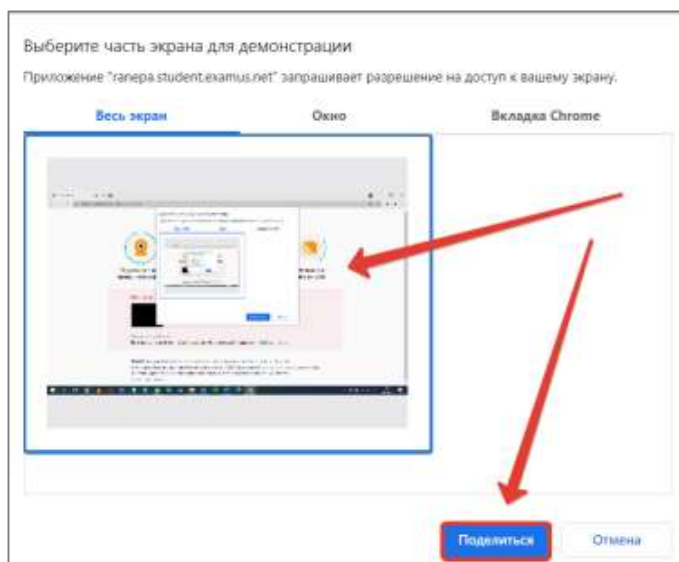 Выберите часть экрана для демонстрации
Приложение "ranepa.student.examus.net" запрашивает разрешение на доступ к вашему экрану.
Весь экран Окно Вкладка Chrome
Поделиться Отмена